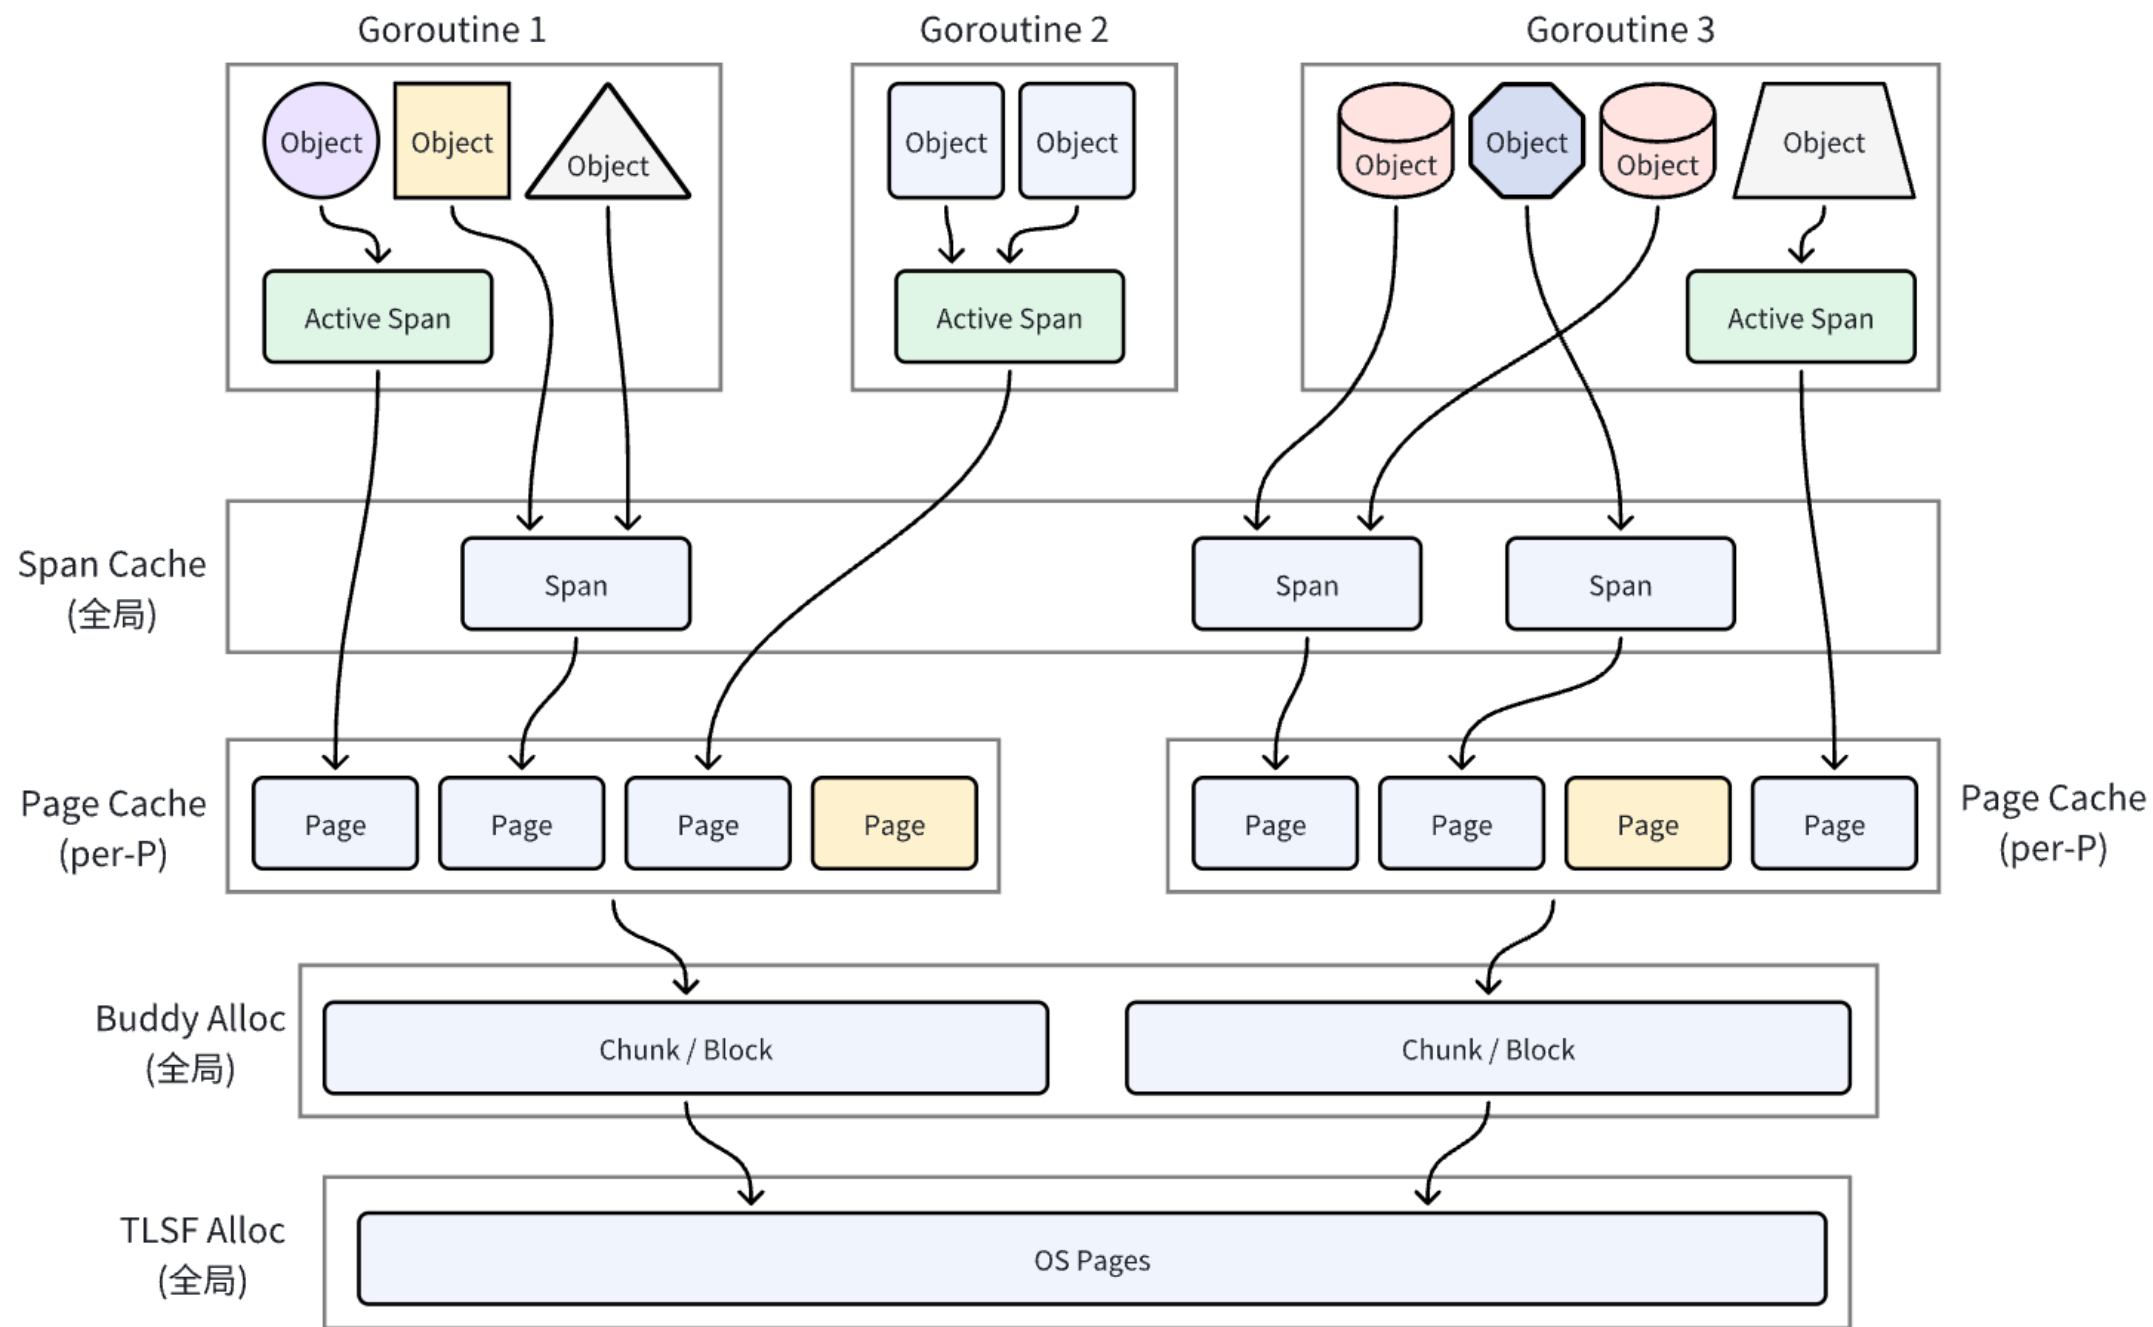 Goroutine 1
Goroutine 2
Goroutine 3
Object
Object
Object
Object
Object
Object
Object
Object
Object
Active Span
Active Span
Active Span
Span Cache
(全局)
Span
Span
Span
Page Cache
(per-P)
Page
Page
Page
Page
Page
Page
Page
Page
Page Cache
(per-P)
Buddy Alloc
(全局)
Chunk / Block
Chunk / Block
TLSF Alloc
(全局)
OS Pages